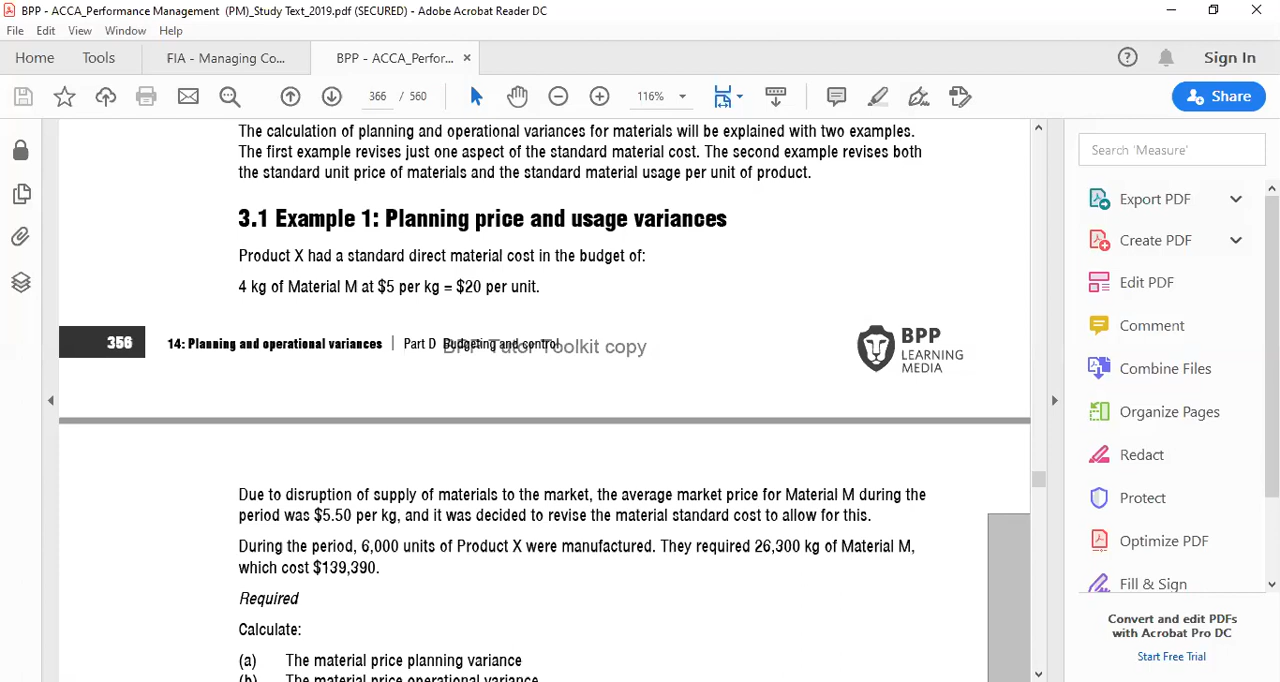 BPP - ACCA_Performance Management (PM)_Study Text_2019.pdf (SECURED) - Adobe Acrobat Reader DC
File Edit View Window Help
Home Tools FIA - Managing Co... BPP - ACCA_Perfor... × Sign In
366 / 560 116% Share
The calculation of planning and operational variances for materials will be explained with two examples.
The first example revises just one aspect of the standard material cost. The second example revises both
the standard unit price of materials and the standard material usage per unit of product.
3.1 Example 1: Planning price and usage variances
Product X had a standard direct material cost in the budget of:
4 kg of Material M at $5 per kg = $20 per unit.
356 14: Planning and operational variances | Part D Budgeting and control
BPP Tutor Toolkit copy
BPP
LEARNING
MEDIA
Due to disruption of supply of materials to the market, the average market price for Material M during the
period was $5.50 per kg, and it was decided to revise the material standard cost to allow for this.
During the period, 6,000 units of Product X were manufactured. They required 26,300 kg of Material M,
which cost $139,390.
Required
Calculate:
(a) The material price planning variance
(b) The material price operational variance
Search 'Measure'
Export PDF
Create PDF
Edit PDF
Comment
Combine Files
Organize Pages
Redact
Protect
Optimize PDF
Fill & Sign
Convert and edit PDFs
with Acrobat Pro DC
Start Free Trial